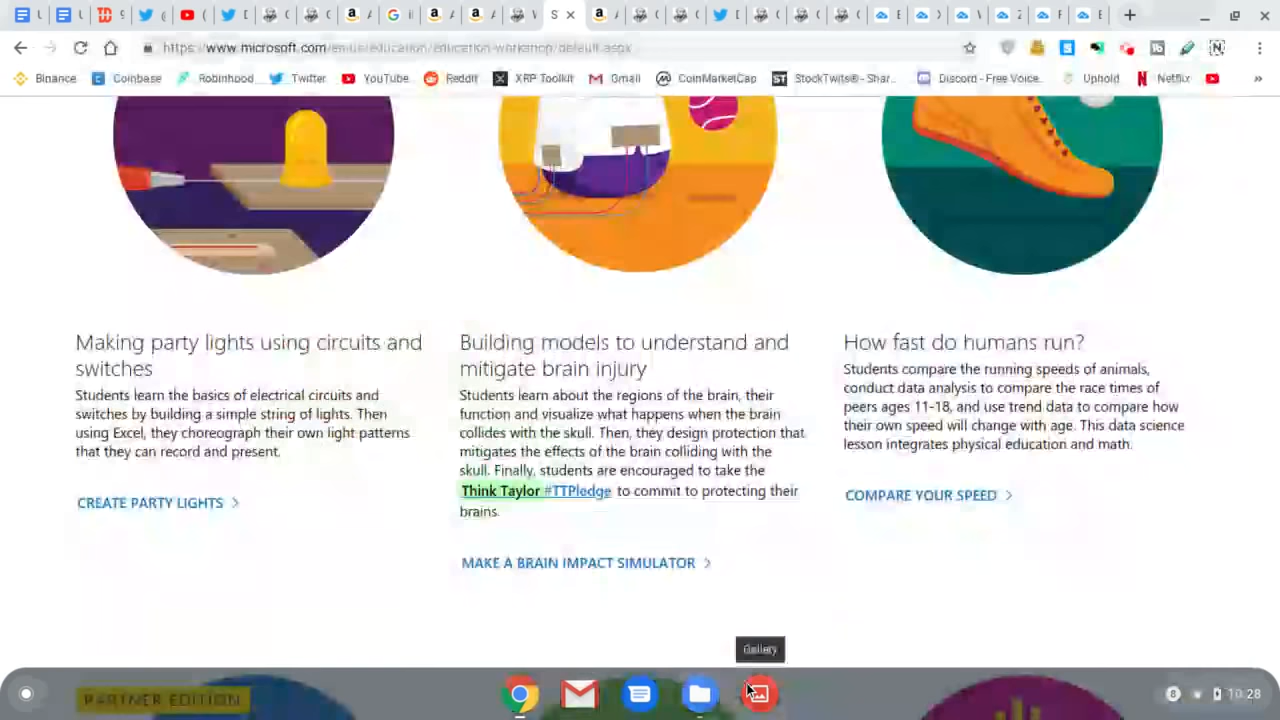 https://www.microsoft.com/en-us/education/education-workshop/default.aspx
Binance Coinbase Robinhood Twitter YouTube Reddit XRP Toolkit Gmail CoinMarketCap StockTwits® - Shar... Discord - Free Voice... Uphold Netflix
Making party lights using circuits and
switches
Students learn the basics of electrical circuits and
switches by building a simple string of lights. Then
using Excel, they choreograph their own light patterns
that they can record and present.
CREATE PARTY LIGHTS >
Building models to understand and
mitigate brain injury
Students learn about the regions of the brain, their
function and visualize what happens when the brain
collides with the skull. Then, they design protection that
mitigates the effects of the brain colliding with the
skull. Finally, students are encouraged to take the
Think Taylor #TTPledge to commit to protecting their
brains.
MAKE A BRAIN IMPACT SIMULATOR >
How fast do humans run?
Students compare the running speeds of animals,
conduct data analysis to compare the race times of
peers ages 11-18, and use trend data to compare how
their own speed will change with age. This data science
lesson integrates physical education and math.
COMPARE YOUR SPEED >
Gallery
PARTNER EDITION
8
10:28